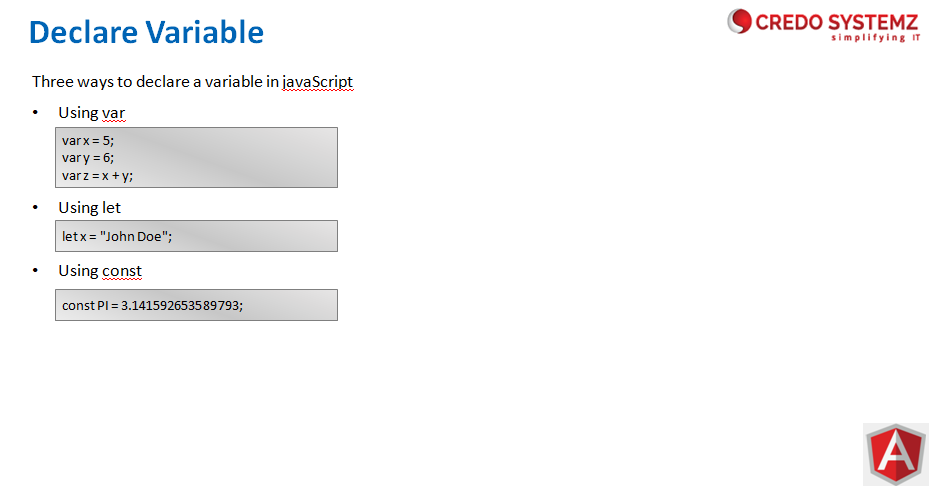 Declare Variable
CREDO SYSTEMZ
simplifying IT
Three ways to declare a variable in javaScript
• Using var
var x = 5;
var y = 6;
var z = x + y;
• Using let
let x = "John Doe";
• Using const
const PI = 3.141592653589793;
A